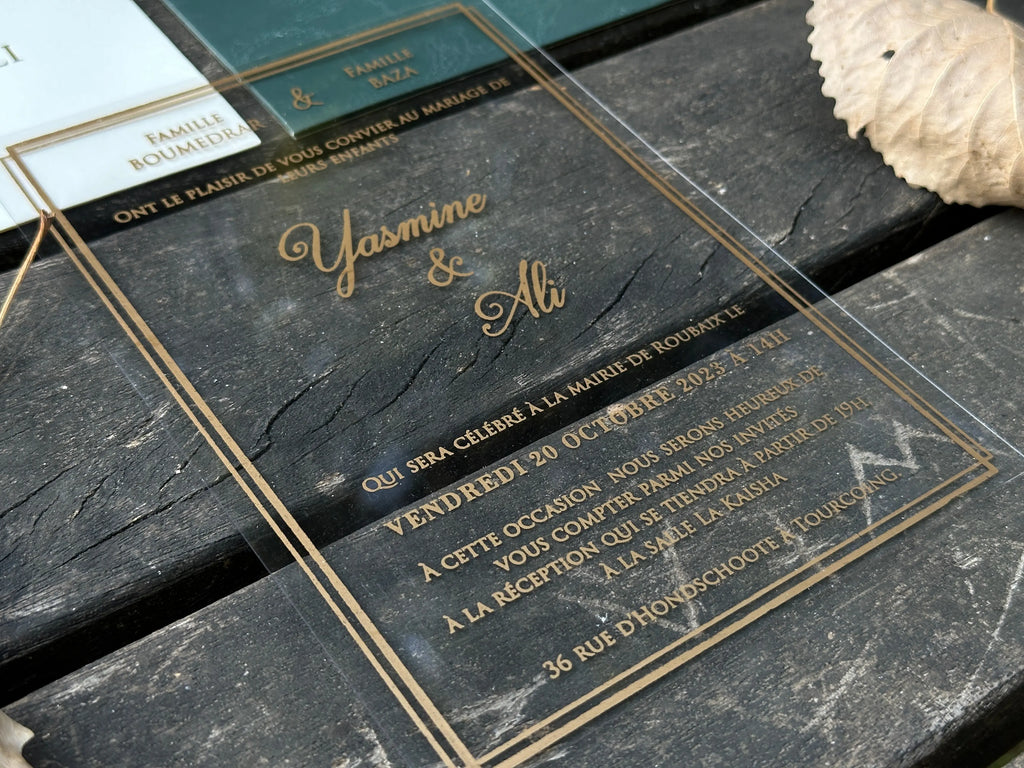 LI
FAMILLE
BAZA
&
FAMILLE
BOUMEDRAR
ONT LE PLAISIR DE VOUS CONVIER AU MARIAGE DE
LEURS ENFANTS
Yasmine
&
Ali
QUI SERA CÉLÉBRÉ À LA MAIRIE DE ROUBAIX LE
VENDREDI 20 OCTOBRE 2023 À 14H
À CETTE OCCASION NOUS SERONS HEUREUX DE
VOUS COMPTER PARMI NOS INVITÉS
À LA RÉCEPTION QUI SE TIENDRA À PARTIR DE 19H,
À LA SALLE LA KAÏSHA
36 RUE D'HONDSCHOOTE À TOURCOING.